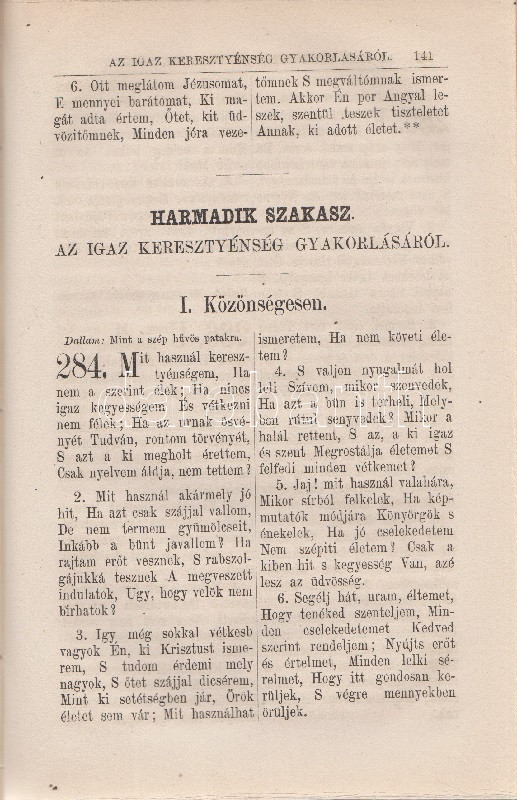 AZ IGAZ KERESZTYÉNSÉG GYAKORLÁSÁRÓL. 141
6. Ott meglátom Jézusomat,
E mennyei barátomat, Ki ma-
gát adta értem, Őtet, kit üd-
vözitőmnek, Minden jóra veze-
tőmnek S megváltómnak ismer-
tem. Akkor Én por Angyal le-
szek, szentül teszek tiszteletet
Annak, ki adott életet.**
HARMADIK SZAKASZ.
AZ IGAZ KERESZTYÉNSÉG GYAKORLÁSÁRÓL.
I. Közönségesen.
Dallam: Mint a szép hűvös patakra.
284. Mit használ keresz-
tyénségem, Ha
nem a szerint élek; Ha nincs
igaz kegyességem És vétkezni
nem félek; Ha az urnak ösvé-
nyét Tudván, rontom törvényét,
S azt a ki megholt érettem,
Csak nyelvem áldja, nem tettem?
2. Mit használ akármely jó
hit, Ha azt csak szájjal vallom,
De nem termem gyümölcseit,
Inkább a bünt javallom? Ha
rajtam erőt vesznek, S rabszol-
gájukká tesznek A megveszett
indulatok, Ugy, hogy velök nem
birhatok?
3. Igy még sokkal vétkesb
vagyok Én, ki Krisztust isme-
rem, S tudom érdemi mely
nagyok, S őtet szájjal dicsérem,
Mint ki setétségben jár, Örök
életet sem vár; Mit használhat
ismeretem, Ha nem követi éle-
tem?
4. S valjon nyugalmát hol
leli Szívem, mikor szenvedek,
Ha azt a bün is terheli, Mely-
ben rútul senyvedek? Mikor a
halál rettent, S az, a ki igaz
és szent Megrostálja életemet S
felfedi minden vétkemet?
5. Jaj! mit használ valahára,
Mikor sírból felkelek, Ha kép-
mutatók módjára Könyörgök s
énekelek, Ha jó cselekedetem
Nem szépiti életem? Csak a
kiben hit s kegyesség Van, azé
lesz az üdvösség.
6. Segélj hát, uram, éltemet,
Hogy tenéked szenteljem, Min-
den cselekedetemet Kedved
szerint rendeljem; Nyújts erőt
és értelmet, Minden lelki sé-
relmet, Hogy itt gondosan ke-
rüljek, S végre mennyekben
örüljek.